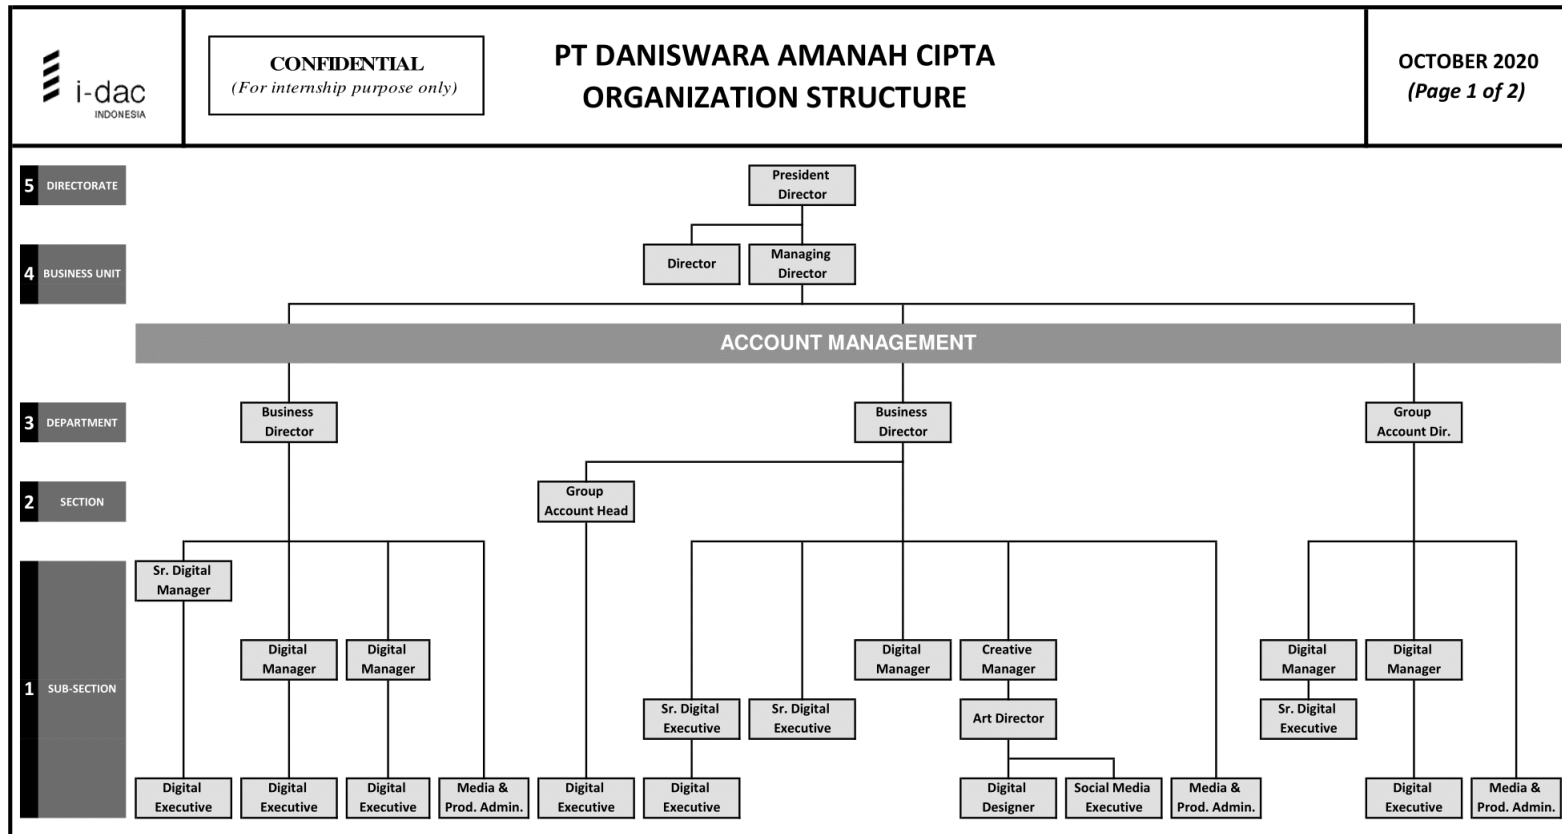 i-dac
INDONESIA
CONFIDENTIAL
(For internship purpose only)
PT DANISWARA AMANAH CIPTA
ORGANIZATION STRUCTURE
OCTOBER 2020
(Page 1 of 2)
5 DIRECTORATE
President
Director
4 BUSINESS UNIT
Director
Managing
Director
ACCOUNT MANAGEMENT
3 DEPARTMENT
Business
Director
Business
Director
Group
Account Dir.
2 SECTION
Group
Account Head
1 SUB-SECTION
Sr. Digital
Manager
Digital
Manager
Digital
Manager
Digital
Manager
Creative
Manager
Digital
Manager
Digital
Manager
Sr. Digital
Executive
Sr. Digital
Executive
Art Director
Sr. Digital
Executive
Digital
Executive
Digital
Executive
Digital
Executive
Media &
Prod. Admin.
Digital
Executive
Digital
Executive
Digital
Designer
Social Media
Executive
Media &
Prod. Admin.
Digital
Executive
Media &
Prod. Admin.